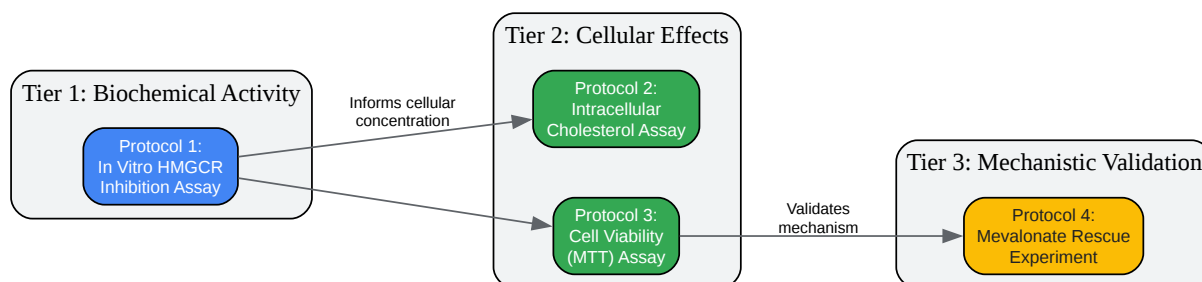 Tier 1: Biochemical Activity
Protocol 1:
In Vitro HMGCR
Inhibition Assay
Informs cellular
concentration
Tier 2: Cellular Effects
Protocol 2:
Intracellular
Cholesterol Assay
Protocol 3:
Cell Viability
(MTT) Assay
Validates
mechanism
Tier 3: Mechanistic Validation
Protocol 4:
Mevalonate Rescue
Experiment